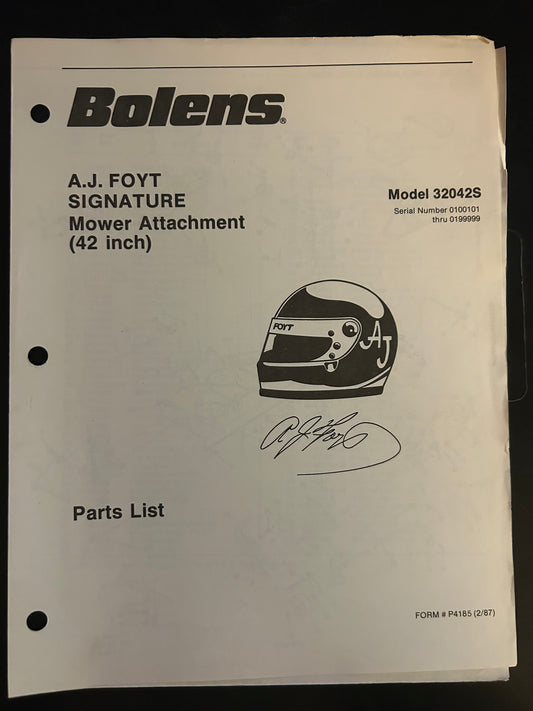 Bolens®
A.J. FOYT
SIGNATURE
Mower Attachment
(42 inch)
Model 32042S
Serial Number 0100101
thru 0199999
FOYT
AJ
A.J. Foyt
Parts List
FORM # P4185 (2/87)